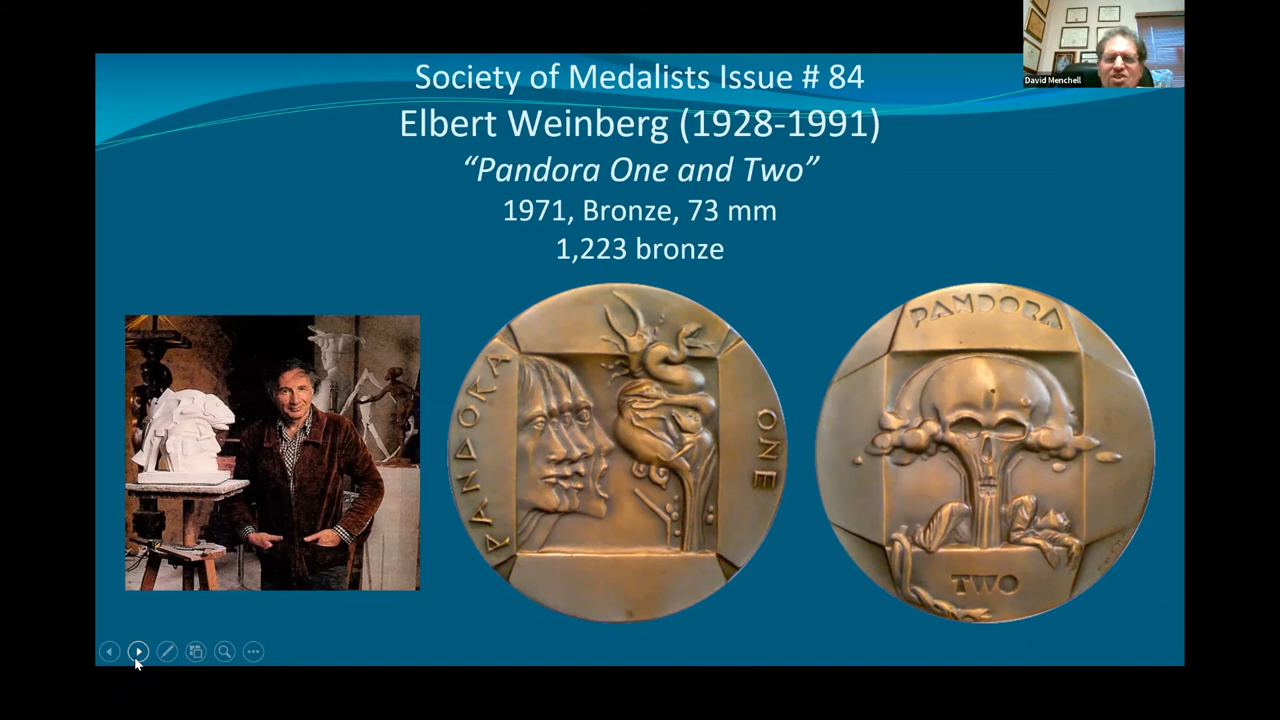 David Menchell
Society of Medalists Issue # 84
Elbert Weinberg (1928-1991)
“Pandora One and Two”
1971, Bronze, 73 mm
1,223 bronze
PANDORA
ONE
PANDORA
TWO